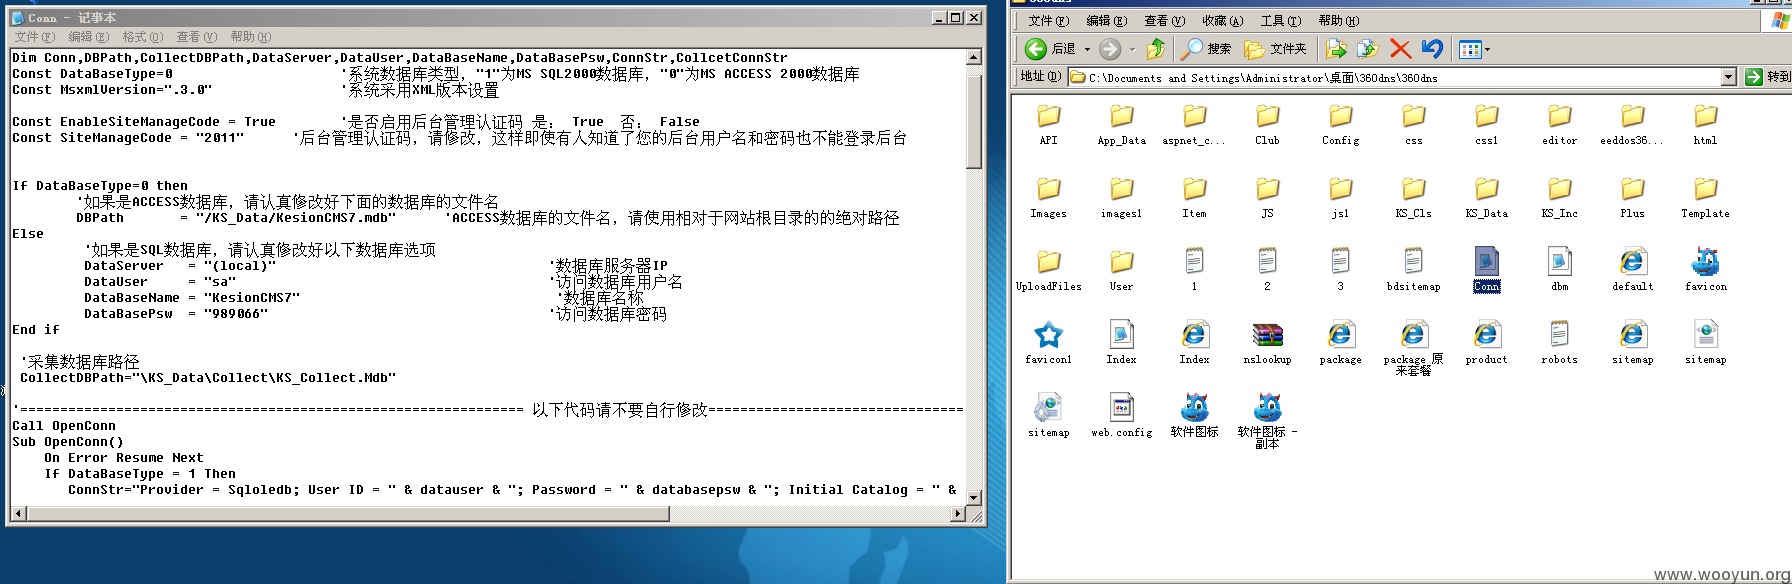 Conn - 记事本
文件(F) 编辑(E) 格式(O) 查看(V) 帮助(H)
Dim Conn,DBPath,CollectDBPath,DataServer,DataUser,DataBaseName,DataBasePsw,ConnStr,CollcetConnStr
Const DataBaseType=0 '系统数据库类型，"1"为MS SQL2000数据库，"0"为MS ACCESS 2000数据库
Const MsxmlVersion=".3.0" '系统采用XML版本设置
Const EnableSiteManageCode = True '是否启用后台管理认证码 是： True 否： False
Const SiteManageCode = "2011" '后台管理认证码，请修改，这样即使有人知道了您的后台用户名和密码也不能登录后台
If DataBaseType=0 then
'如果是ACCESS数据库，请认真修改好下面的数据库的文件名
DBPath = "/KS_Data/KesionCMS7.mdb" 'ACCESS数据库的文件名，请使用相对于网站根目录的的绝对路径
Else
'如果是SQL数据库，请认真修改好以下数据库选项
DataServer = "(local)" '数据库服务器IP
DataUser = "sa" '访问数据库用户名
DataBaseName = "KesionCMS7" '数据库名称
DataBasePsw = "989066" '访问数据库密码
End if
'采集数据库路径
CollectDBPath="\KS_Data\Collect\KS_Collect.Mdb"
'=============================================================== 以下代码请不要自行修改================================
Call OpenConn
Sub OpenConn()
On Error Resume Next
If DataBaseType = 1 Then
ConnStr="Provider = Sqloledb; User ID = " & datauser & "; Password = " & databasepsw & "; Initial Catalog = " &
文件(F) 编辑(E) 查看(V) 收藏(A) 工具(T) 帮助(H)
后退 搜索 文件夹
地址(D) C:\Documents and Settings\Administrator\桌面\360dns\360dns 转到
API App_Data aspnet_c... Club Config css css1 editor eeddos36... html
Images images1 Item JS js1 KS_Cls KS_Data KS_Inc Plus Template
UploadFiles User 1 2 3 bdsitemap Conn dbm default favicon
favicon1 Index Index nslookup package package 原 product robots sitemap sitemap
来套餐
sitemap web.config 软件图标 软件图标 -
副本
www.wooyun.org